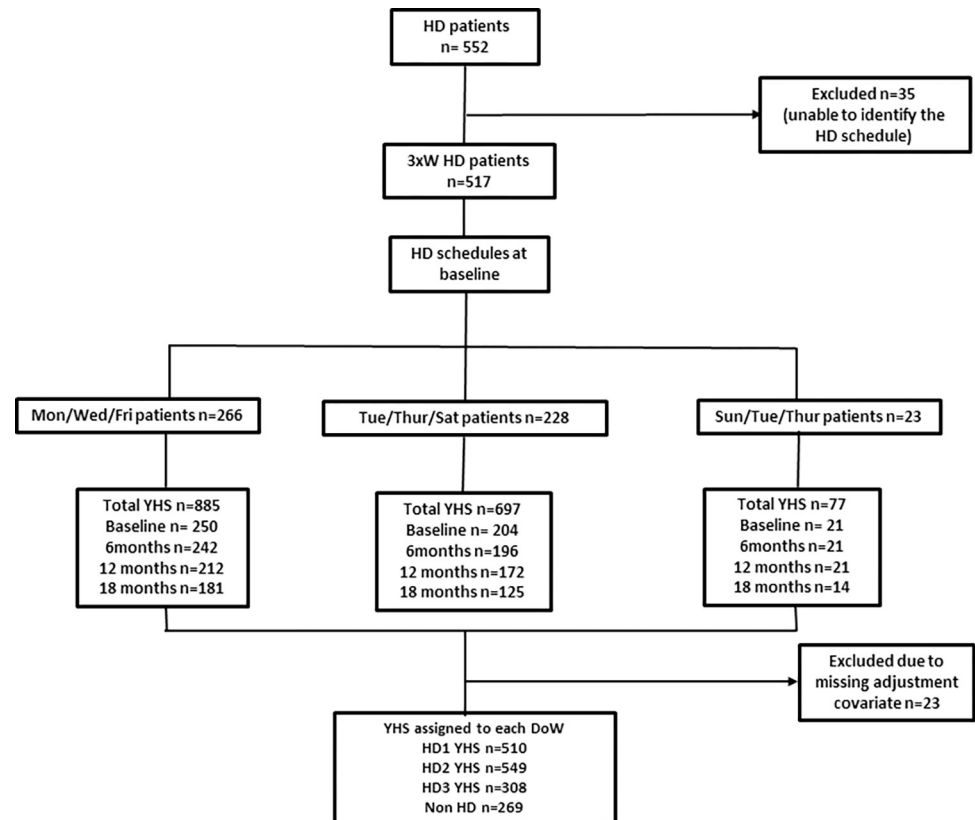 HD patients
n= 552
Excluded n=35
(unable to identify the
HD schedule)
3xW HD patients
n=517
HD schedules at
baseline
Mon/Wed/Fri patients n=266
Tue/Thur/Sat patients n=228
Sun/Tue/Thur patients n=23
Total YHS n=885
Baseline n= 250
6months n=242
12 months n=212
18 months n=181
Total YHS n=697
Baseline n= 204
6months n=196
12 months n=172
18 months n=125
Total YHS n=77
Baseline n= 21
6months n=21
12 months n=21
18 months n=14
Excluded due to
missing adjustment
covariate n=23
YHS assigned to each DoW
HD1 YHS n=510
HD2 YHS n=549
HD3 YHS n=308
Non HD n=269